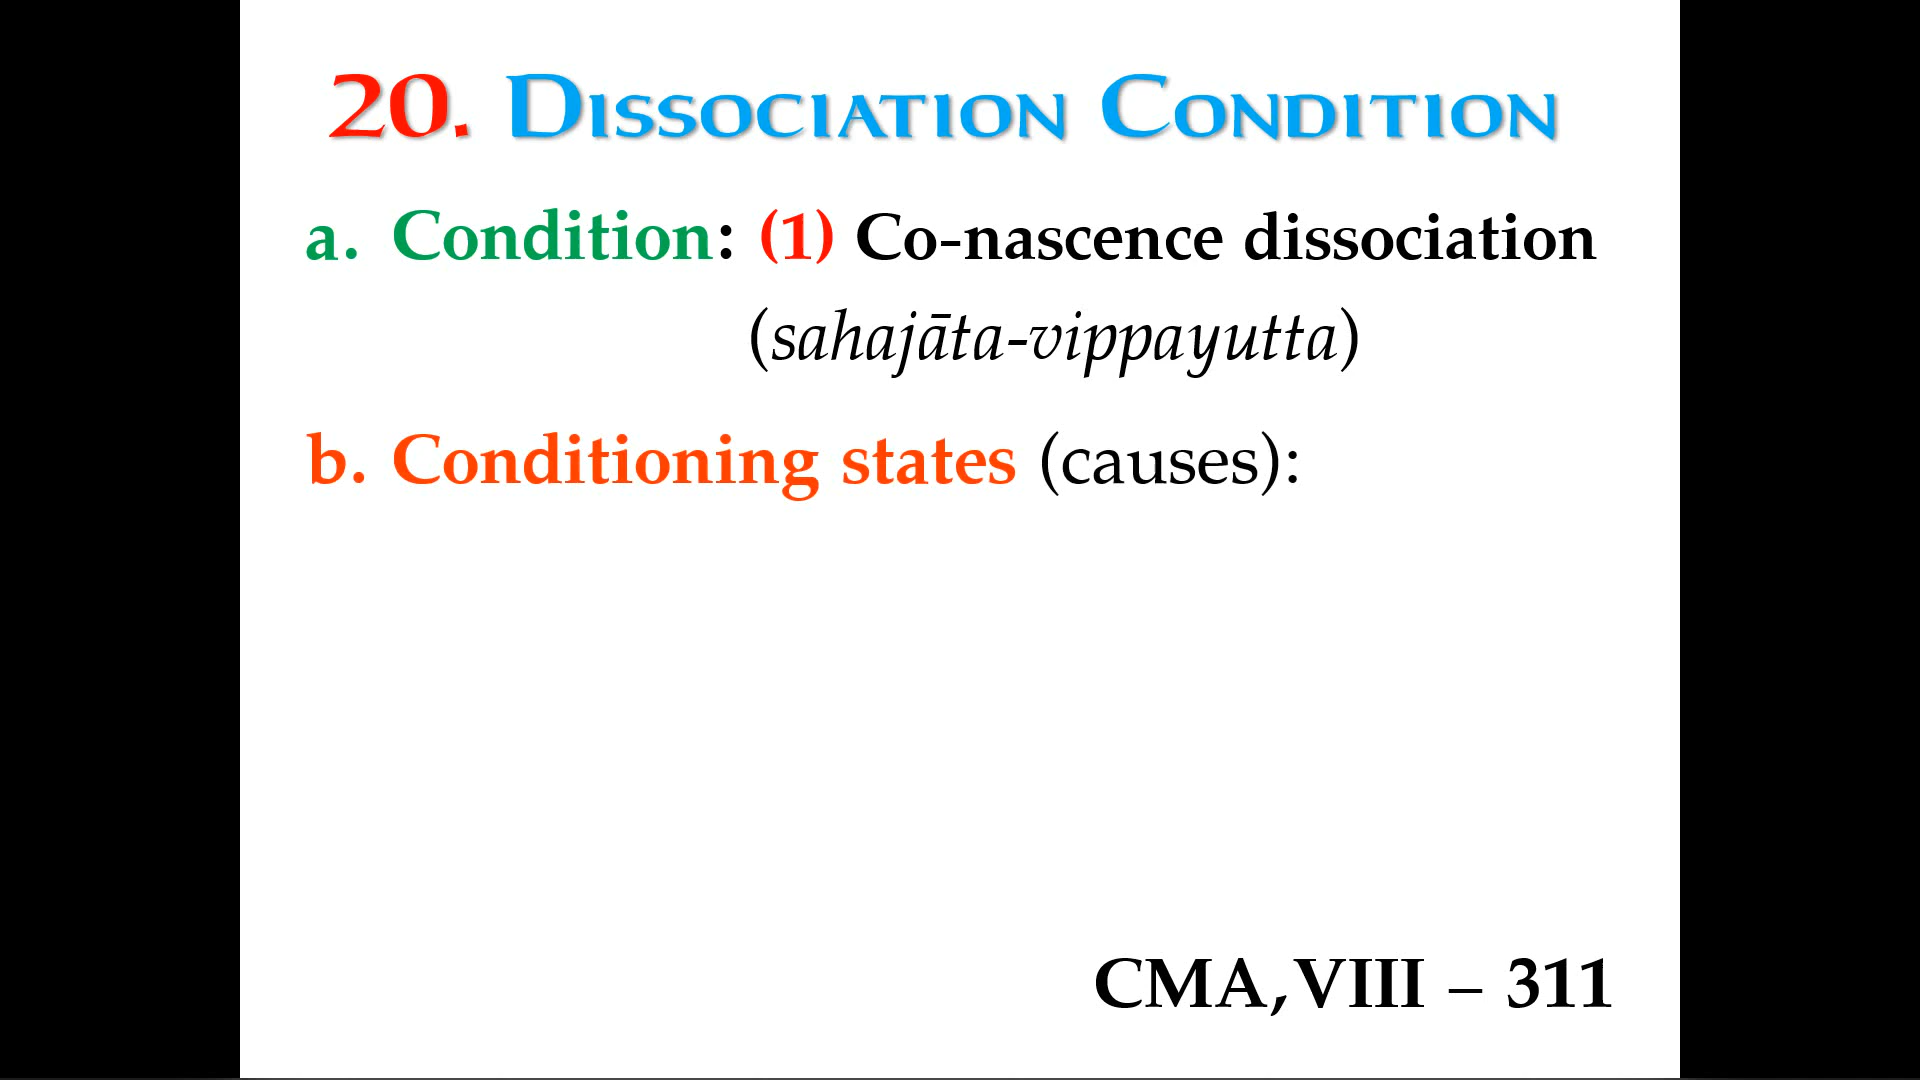 20. Dissociation Condition
a. Condition: (1) Co-nascence dissociation
(sahajāta-vippayutta)
b. Conditioning states (causes):
CMA, VIII – 311